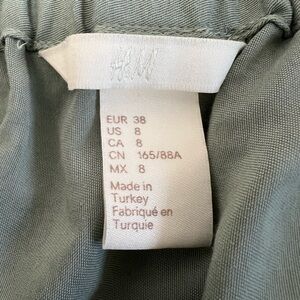 H&M
EUR 38
US 8
CA 8
CN 165/88A
MX 8
Made in
Turkey
Fabriqué en
Turquie